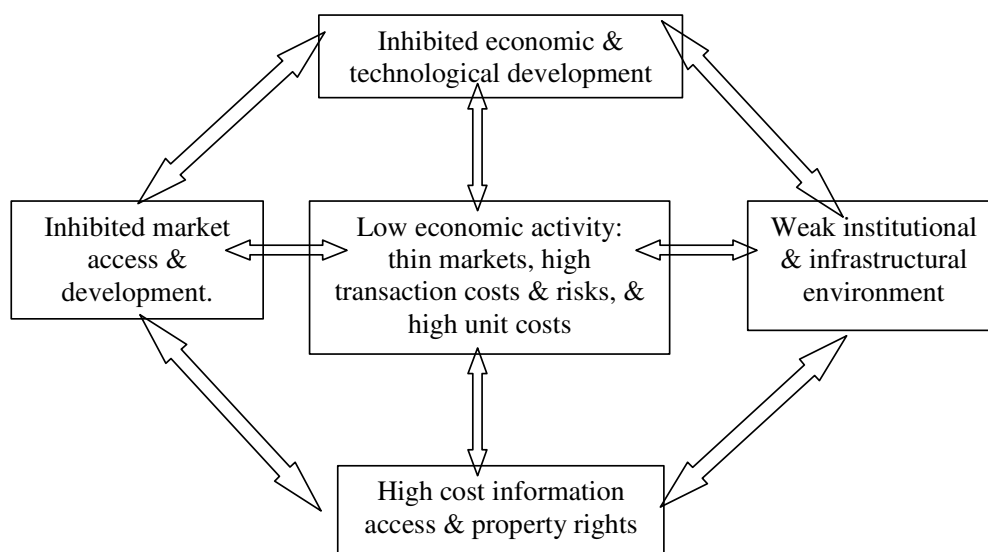 Inhibited economic &
technological development
Inhibited market
access &
development.
Low economic activity:
thin markets, high
transaction costs & risks, &
high unit costs
Weak institutional
& infrastructural
environment
High cost information
access & property rights